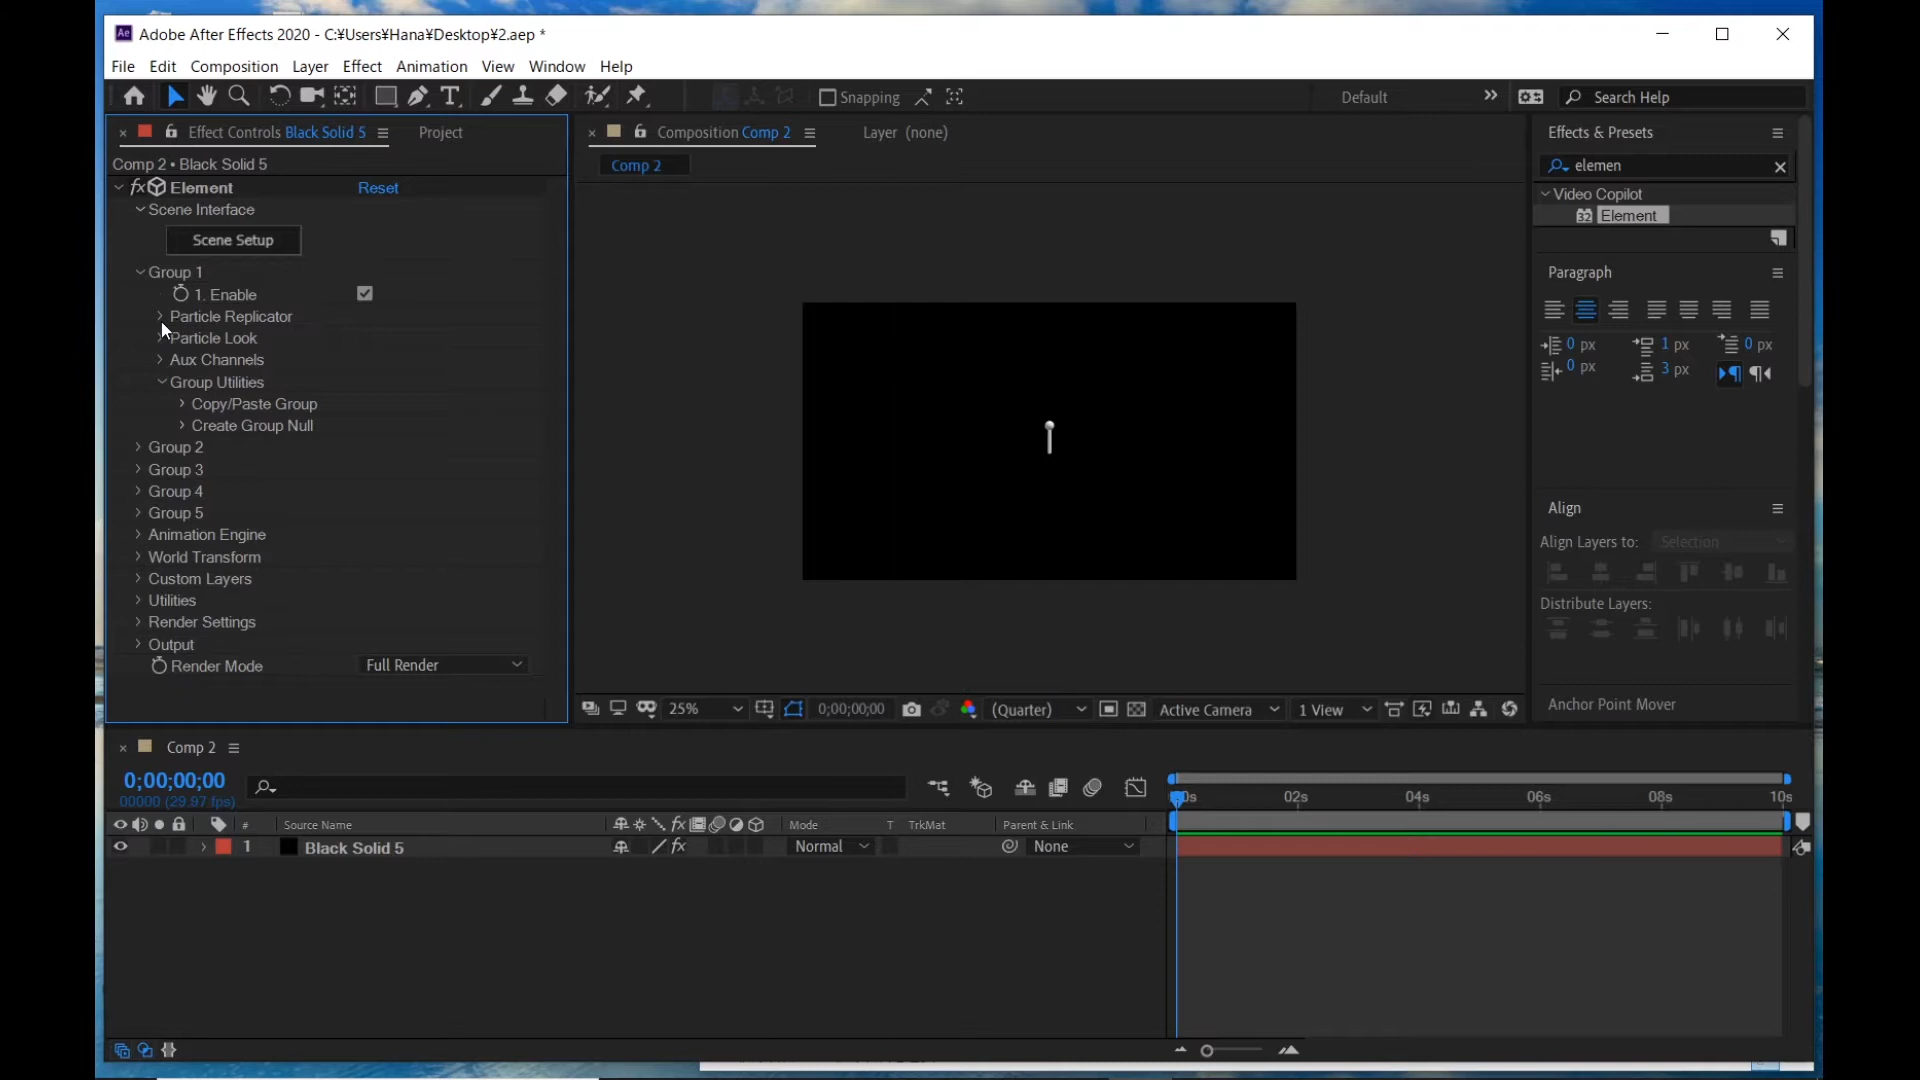 Adobe After Effects 2020 - C:¥Users¥Hana¥Desktop¥2.aep *
File Edit Composition Layer Effect Animation View Window Help
Snapping Default Search Help
Effect Controls Black Solid 5 Project
Composition Comp 2 Layer (none)
Effects & Presets
Comp 2 • Black Solid 5
Comp 2
elemen
Element Reset
Video Copilot
Scene Interface
Element
Scene Setup
Group 1
Paragraph
1. Enable
Particle Replicator
Particle Look
0 px 1 px 0 px
Aux Channels
0 px 3 px
Group Utilities
Copy/Paste Group
Create Group Null
Group 2
Group 3
Group 4
Group 5
Align
Animation Engine
Align Layers to: Selection
World Transform
Custom Layers
Utilities
Distribute Layers:
Render Settings
Output
Render Mode Full Render
25% 0;00;00;00 (Quarter) Active Camera 1 View
Anchor Point Mover
Comp 2
0;00;00;00
00000 (29.97 fps)
02s 04s 06s 08s 10s
# Source Name Mode T TrkMat Parent & Link
1 Black Solid 5 Normal None